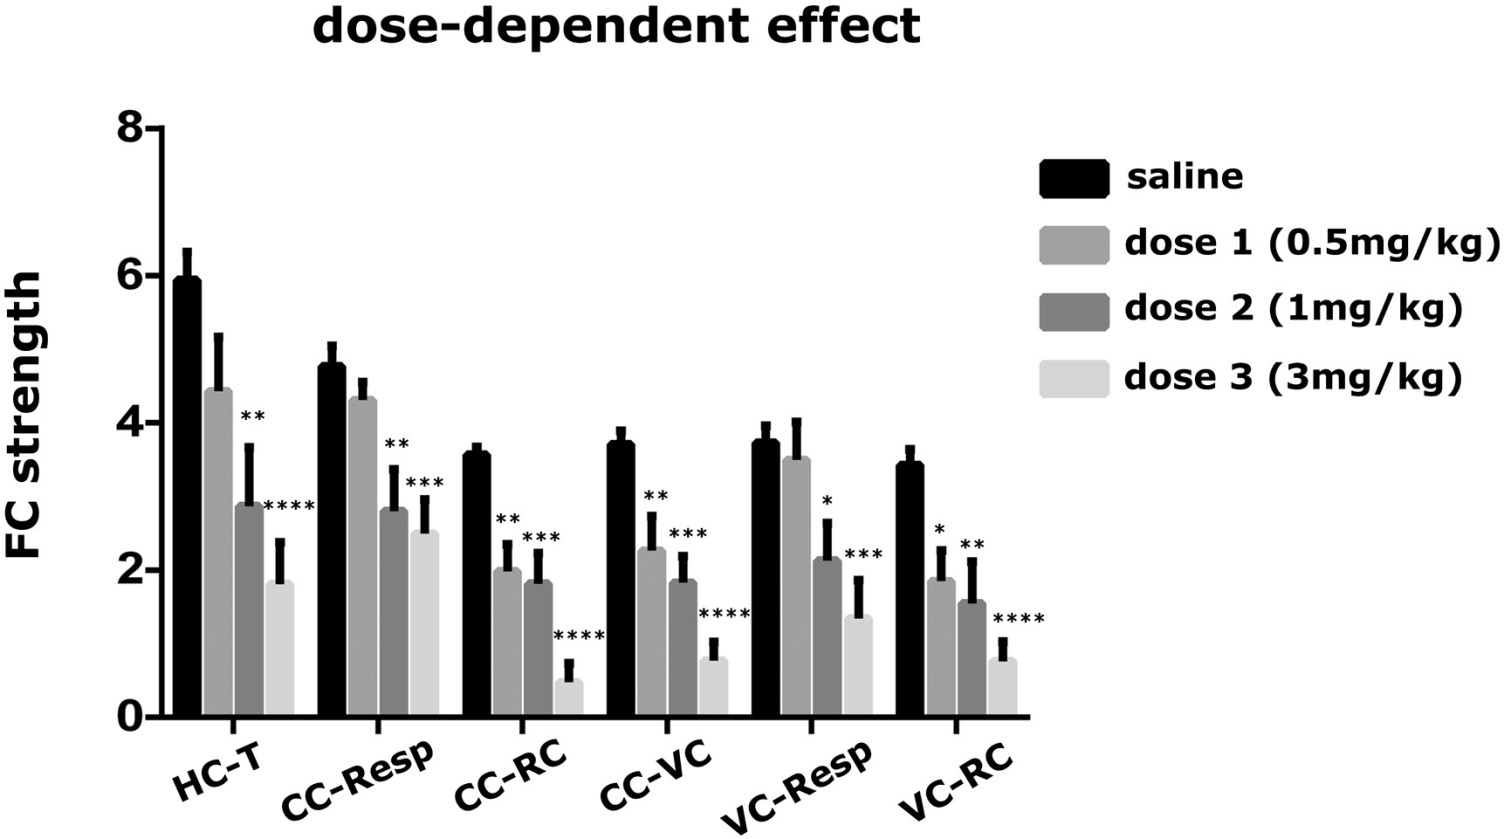 dose-dependent effect
FC strength
8
6
4
2
0
saline
dose 1 (0.5mg/kg)
dose 2 (1mg/kg)
dose 3 (3mg/kg)
** ****
** ***
** *** ****
** *** ****
* ***
* ** ****
HC-T
CC-Resp
CC-RC
CC-VC
VC-Resp
VC-RC